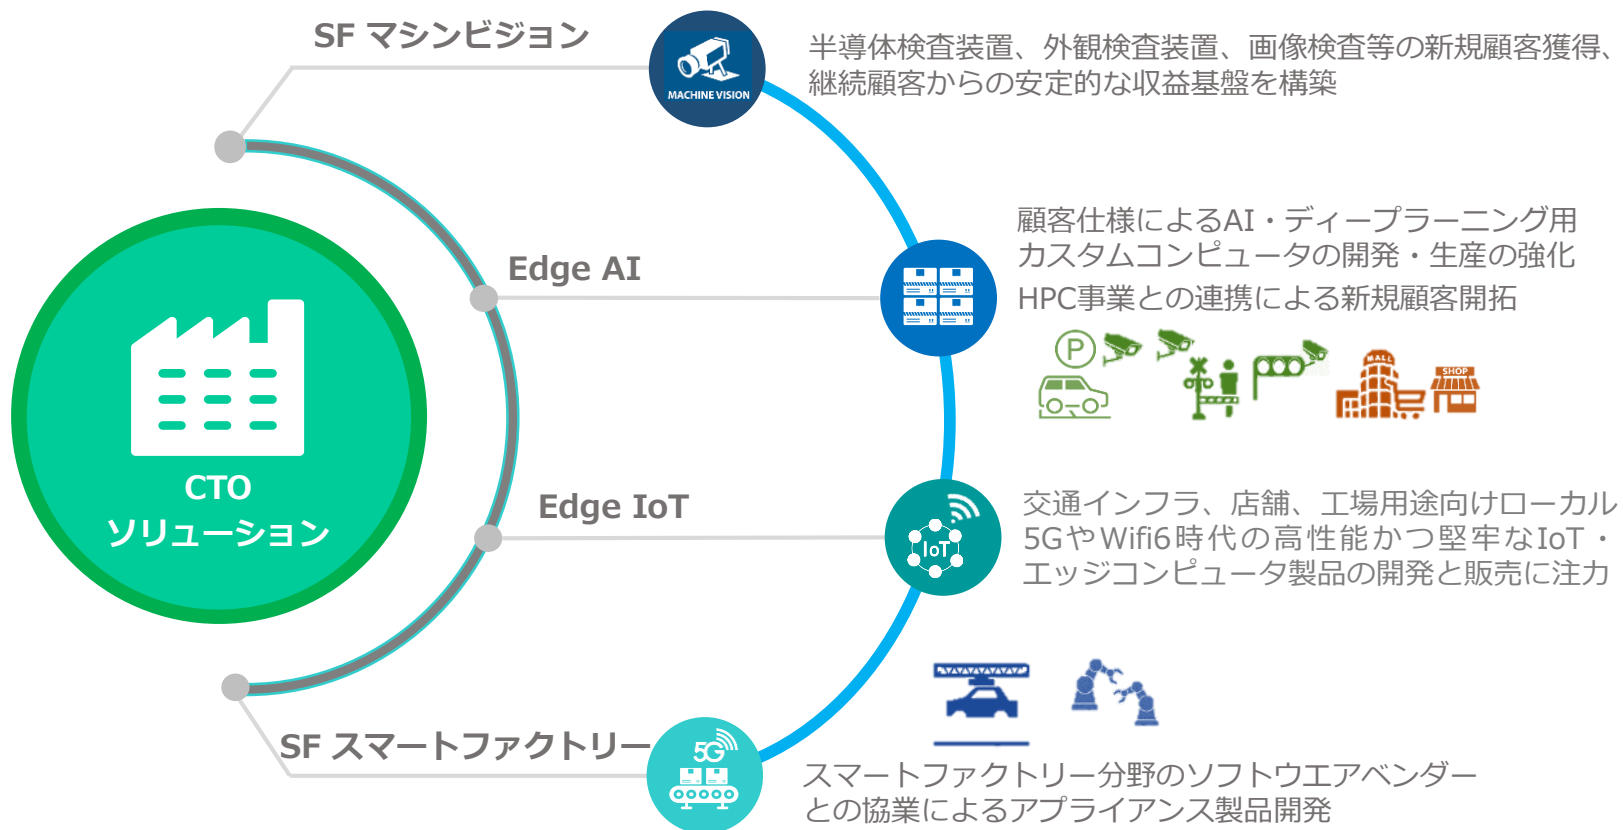 SF マシンビジョン
MACHINE VISION
半導体検査装置、外観検査装置、画像検査等の新規顧客獲得、
継続顧客からの安定的な収益基盤を構築
Edge AI
顧客仕様によるAI・ディープラーニング用
カスタムコンピュータの開発・生産の強化
HPC事業との連携による新規顧客開拓
P
MALL
SHOP
CTO
ソリューション
Edge IoT
IoT
交通インフラ、店舗、工場用途向けローカル
5GやWifi6時代の高性能かつ堅牢なIoT・
エッジコンピュータ製品の開発と販売に注力
SF スマートファクトリー
5G
スマートファクトリー分野のソフトウエアベンダー
との協業によるアプライアンス製品開発